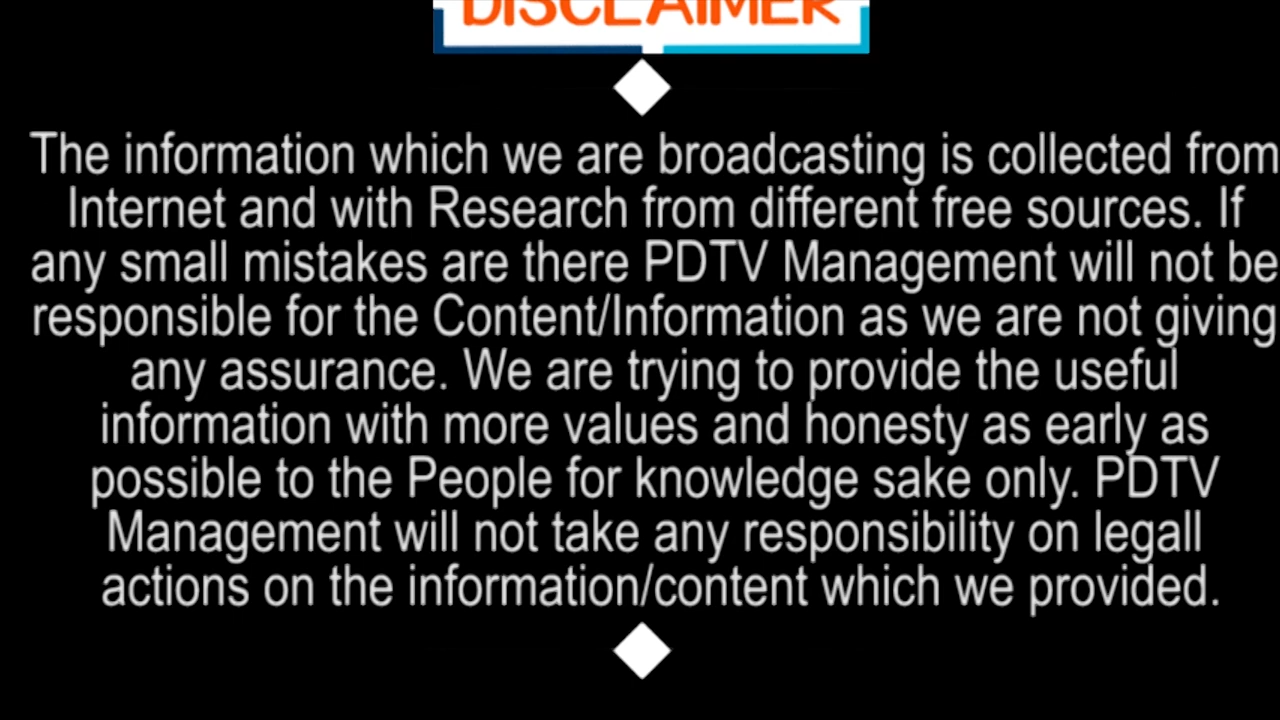 DISCLAIMER
The information which we are broadcasting is collected from
Internet and with Research from different free sources. If
any small mistakes are there PDTV Management will not be
responsible for the Content/Information as we are not giving
any assurance. We are trying to provide the useful
information with more values and honesty as early as
possible to the People for knowledge sake only. PDTV
Management will not take any responsibility on legall
actions on the information/content which we provided.